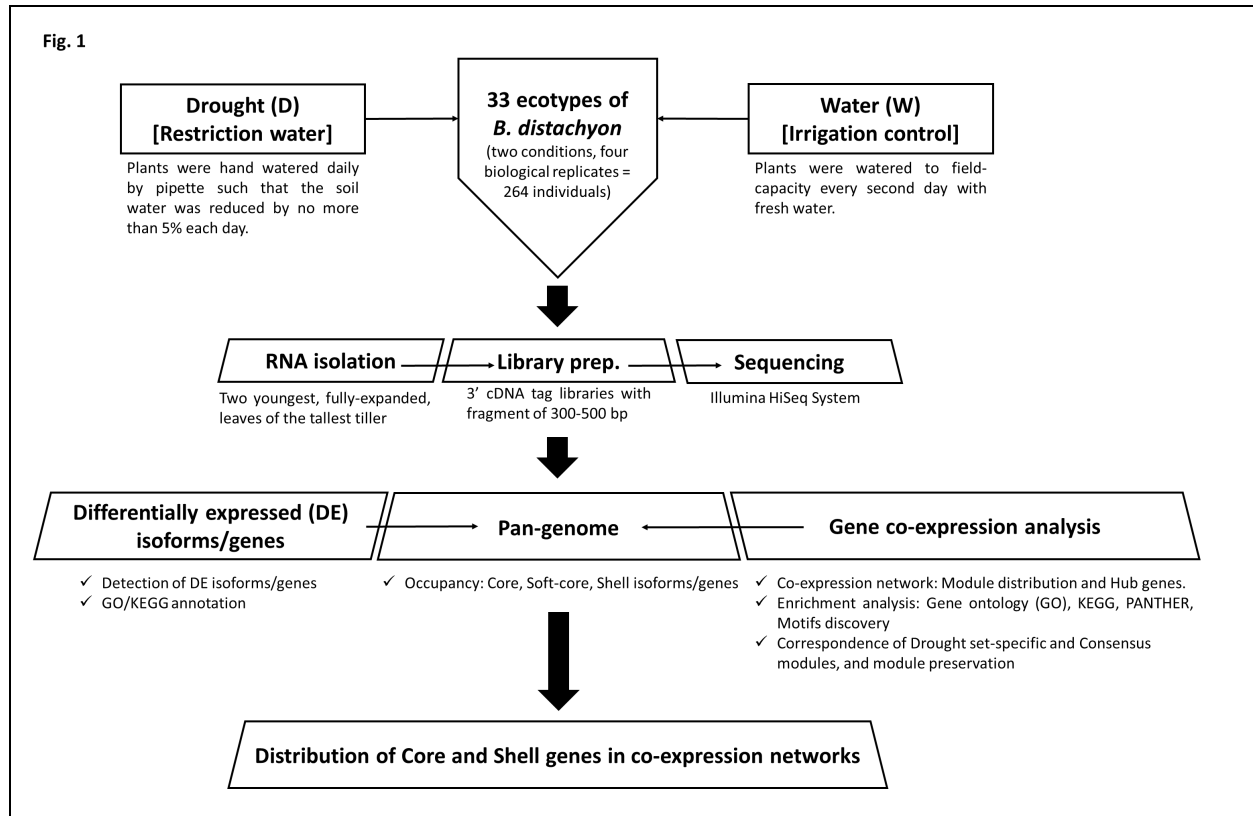 Fig. 1
Drought (D)
[Restriction water]
Plants were hand watered daily
by pipette such that the soil
water was reduced by no more
than 5% each day.
33 ecotypes of
B. distachyon
(two conditions, four
biological replicates =
264 individuals)
Water (W)
[Irrigation control]
Plants were watered to field-
capacity every second day with
fresh water.
RNA isolation
Two youngest, fully-expanded,
leaves of the tallest tiller
Library prep.
3' cDNA tag libraries with
fragment of 300-500 bp
Sequencing
Illumina HiSeq System
Differentially expressed (DE)
isoforms/genes
✓ Detection of DE isoforms/genes
✓ GO/KEGG annotation
Pan-genome
✓ Occupancy: Core, Soft-core, Shell isoforms/genes
Gene co-expression analysis
✓ Co-expression network: Module distribution and Hub genes.
✓ Enrichment analysis: Gene ontology (GO), KEGG, PANTHER,
Motifs discovery
✓ Correspondence of Drought set-specific and Consensus
modules, and module preservation
Distribution of Core and Shell genes in co-expression networks